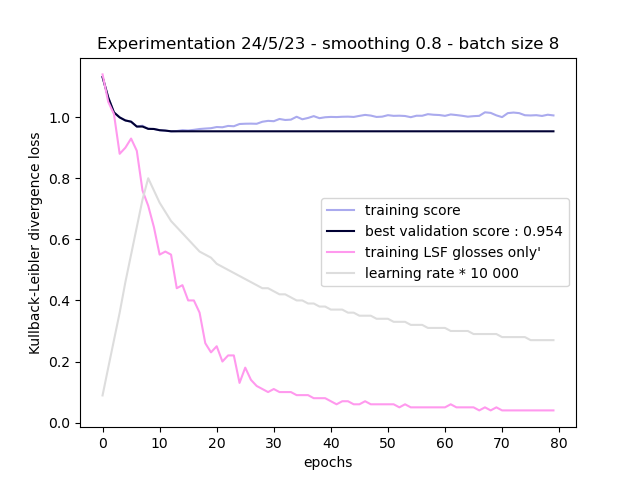 Experimentation 24/5/23 - smoothing 0.8 - batch size 8
Kullback-Leibler divergence loss
1.0
0.8
0.6
0.4
0.2
0.0
training score
best validation score : 0.954
training LSF glosses only'
learning rate * 10 000
0 10 20 30 40 50 60 70 80
epochs